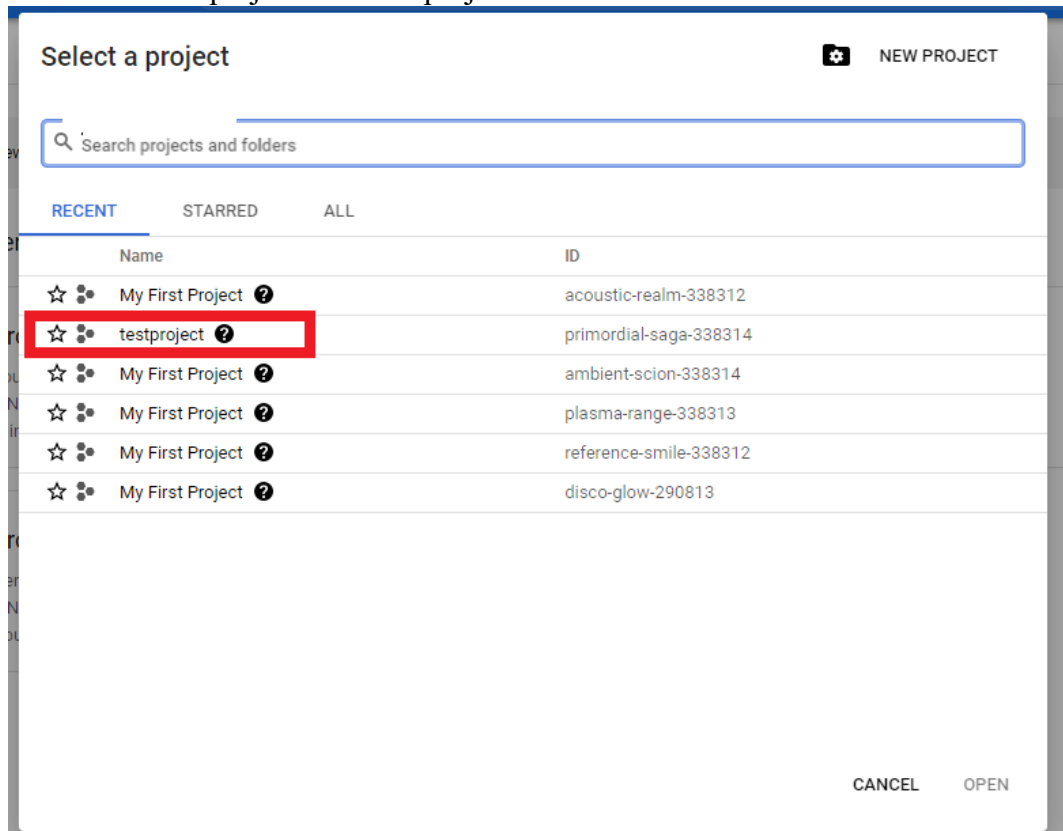 Select a project
NEW PROJECT
Search projects and folders
RECENT STARRED ALL
Name ID
My First Project acoustic-realm-338312
testproject primordial-saga-338314
My First Project ambient-scion-338314
My First Project plasma-range-338313
My First Project reference-smile-338312
My First Project disco-glow-290813
CANCEL OPEN